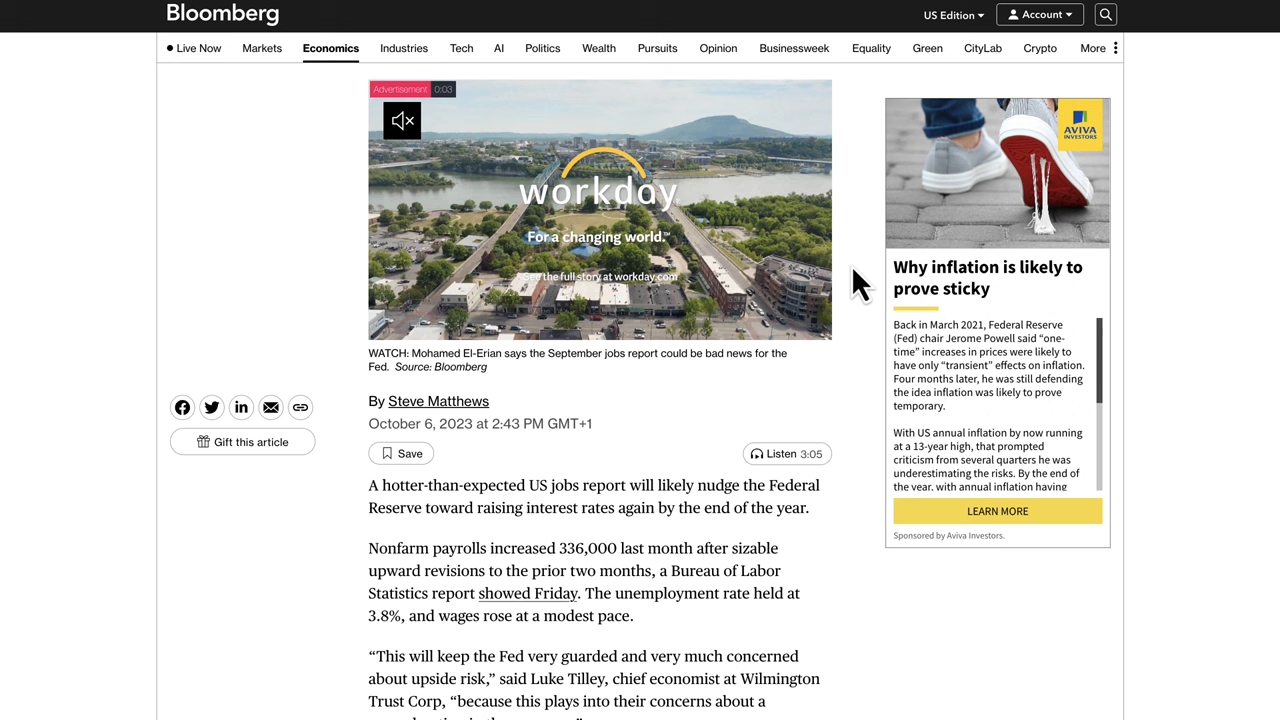 Bloomberg
US Edition
Account
Live Now Markets Economics Industries Tech AI Politics Wealth Pursuits Opinion Businessweek Equality Green CityLab Crypto More
Advertisement 0:03
workday
For a changing world.™
See the full story at workday.com
WATCH: Mohamed El-Erian says the September jobs report could be bad news for the
Fed. Source: Bloomberg
By Steve Matthews
October 6, 2023 at 2:43 PM GMT+1
Gift this article
Save
Listen 3:05
A hotter-than-expected US jobs report will likely nudge the Federal
Reserve toward raising interest rates again by the end of the year.
Nonfarm payrolls increased 336,000 last month after sizable
upward revisions to the prior two months, a Bureau of Labor
Statistics report showed Friday. The unemployment rate held at
3.8%, and wages rose at a modest pace.
“This will keep the Fed very guarded and very much concerned
about upside risk,” said Luke Tilley, chief economist at Wilmington
Trust Corp, “because this plays into their concerns about a
AVIVA
INVESTORS
Why inflation is likely to
prove sticky
Back in March 2021, Federal Reserve
(Fed) chair Jerome Powell said “one-
time” increases in prices were likely to
have only “transient” effects on inflation.
Four months later, he was still defending
the idea inflation was likely to prove
temporary.
With US annual inflation by now running
at a 13-year high, that prompted
criticism from several quarters he was
underestimating the risks. By the end of
the year, with annual inflation having
LEARN MORE
Sponsored by Aviva Investors.